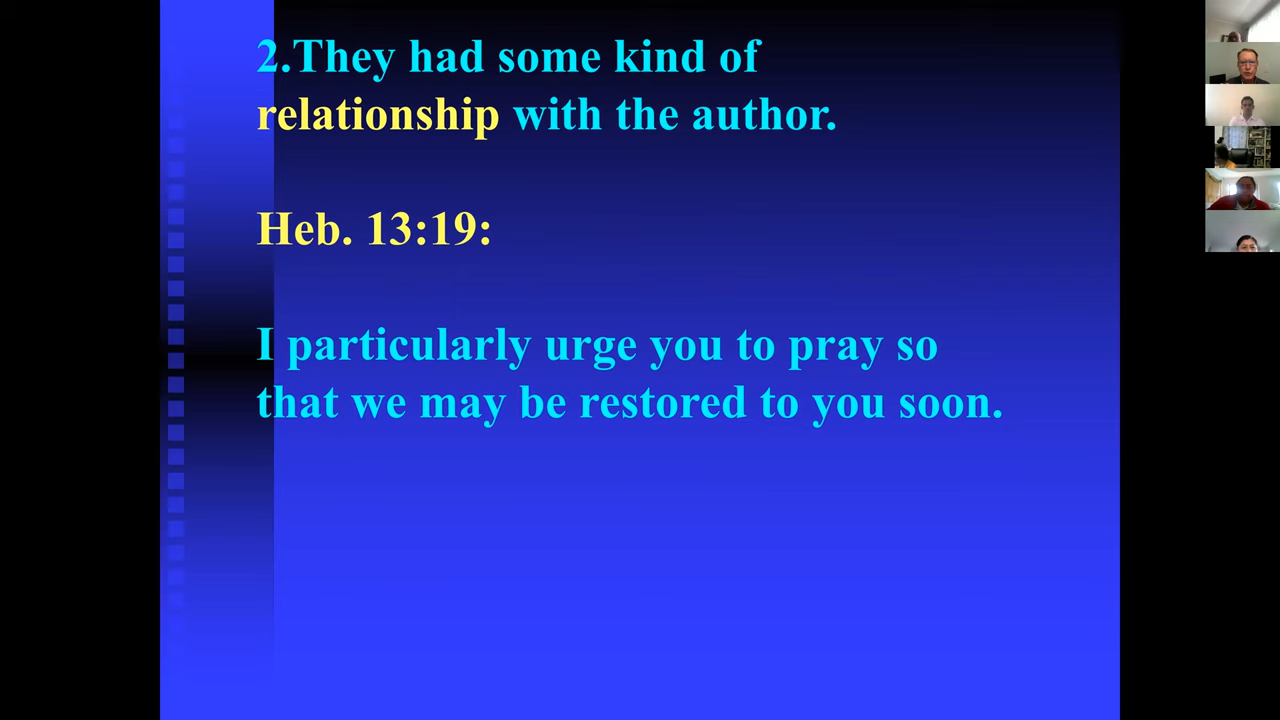 2.They had some kind of
relationship with the author.
Heb. 13:19:
I particularly urge you to pray so
that we may be restored to you soon.